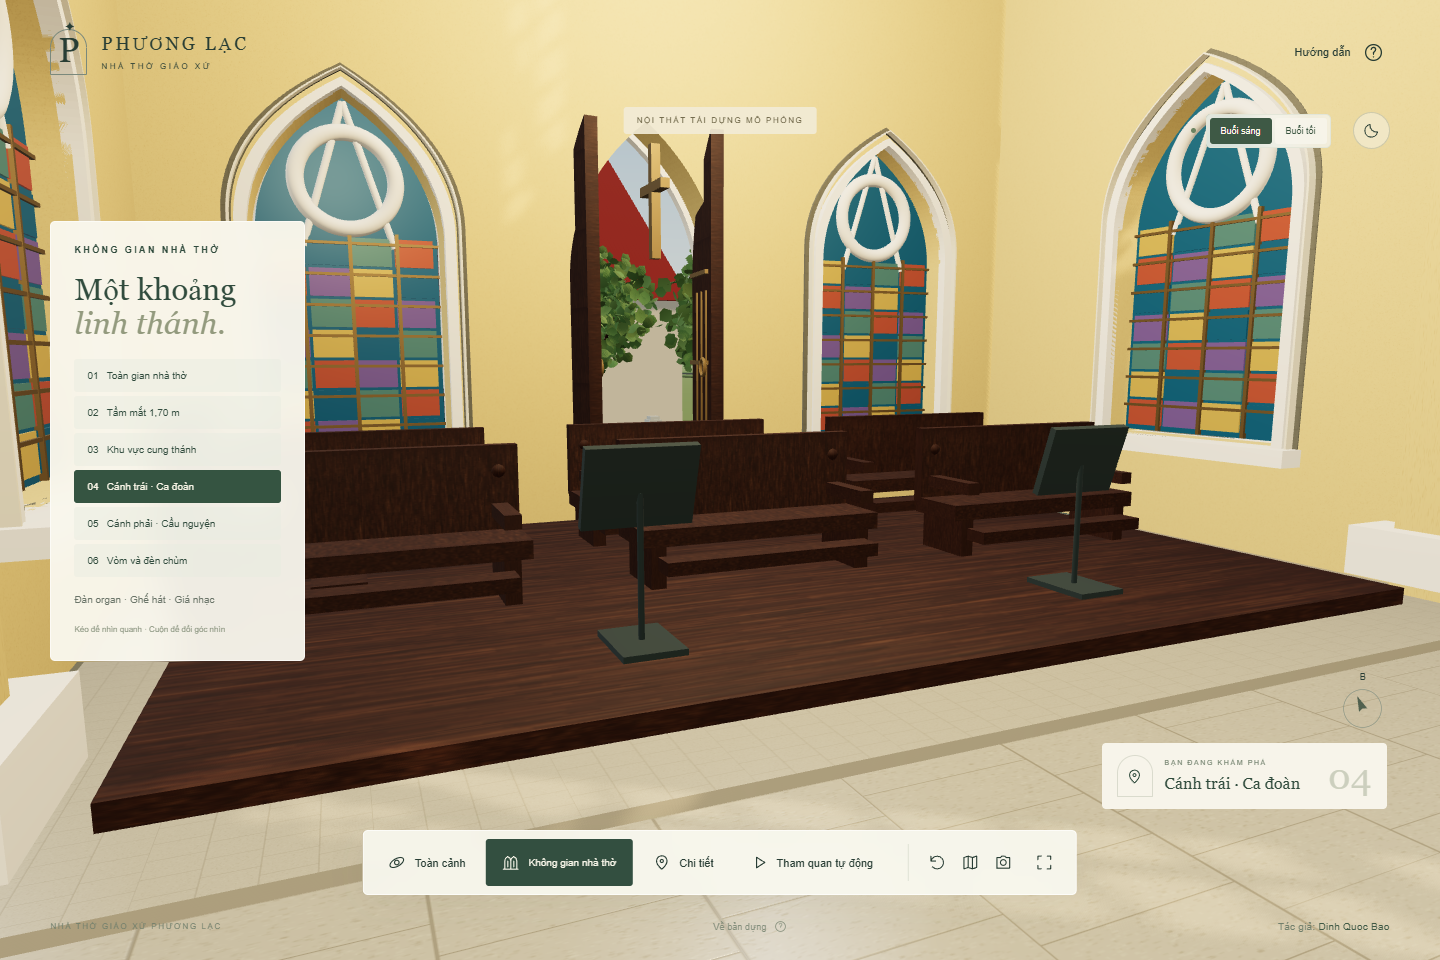 P
PHƯƠNG LẠC
NHÀ THỜ GIÁO XỨ
Hướng dẫn
NỘI THẤT TÁI DỰNG MÔ PHỎNG
Buổi sáng
Buổi tối
KHÔNG GIAN NHÀ THỜ
Một khoảng
linh thánh.
01 Toàn gian nhà thờ
02 Tầm mắt 1,70 m
03 Khu vực cung thánh
04 Cánh trái · Ca đoàn
05 Cánh phải · Cầu nguyện
06 Vòm và đèn chùm
Đàn organ · Ghế hát · Giá nhạc
Kéo để nhìn quanh · Cuộn để đổi góc nhìn
B
BẠN ĐANG KHÁM PHÁ
Cánh trái · Ca đoàn
04
Toàn cảnh
Không gian nhà thờ
Chi tiết
Tham quan tự động
NHÀ THỜ GIÁO XỨ PHƯƠNG LẠC
Về bản dựng
Tác giả: Dinh Quoc Bao